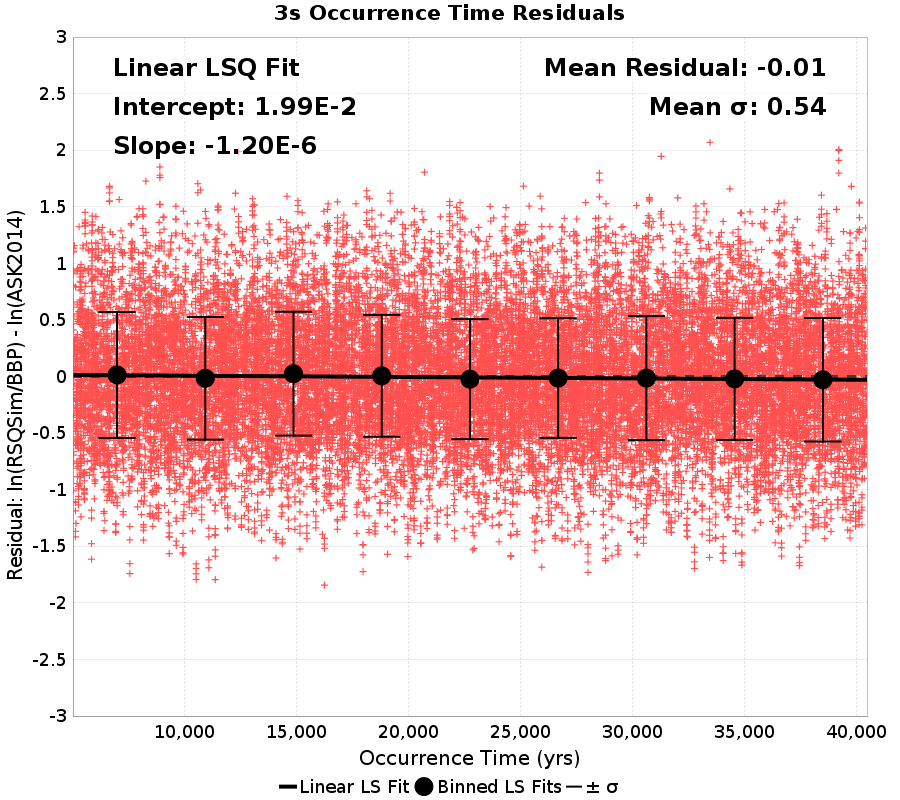 3s Occurrence Time Residuals
Linear LSQ Fit
Intercept: 1.99E-2
Slope: -1.20E-6
Mean Residual: -0.01
Mean σ: 0.54
Residual: ln(RSQSim/BBP) - ln(ASK2014)
3
2.5
2
1.5
1
0.5
0
-0.5
-1
-1.5
-2
-2.5
-3
10,000 15,000 20,000 25,000 30,000 35,000 40,000
Occurrence Time (yrs)
Linear LS Fit Binned LS Fits ± σ